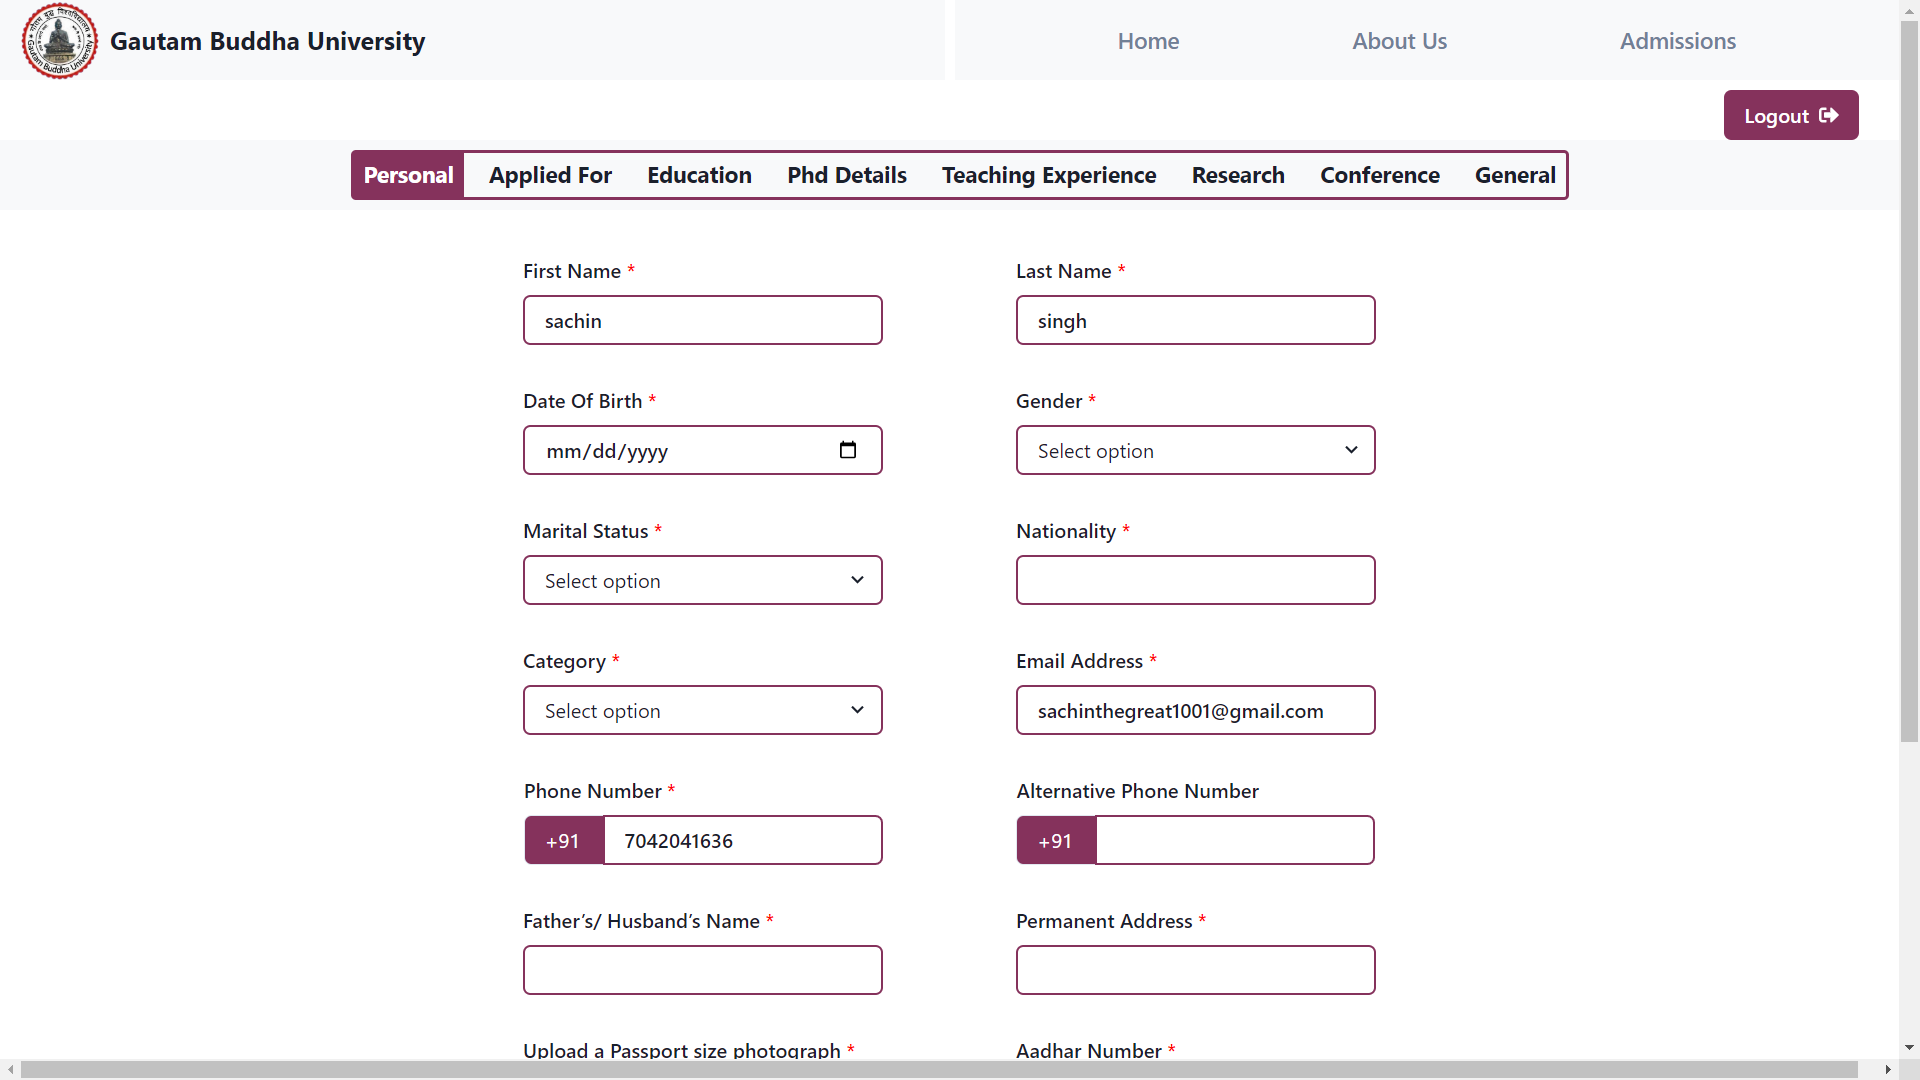 Gautam Buddha University
Home
About Us
Admissions
Logout
Personal
Applied For
Education
Phd Details
Teaching Experience
Research
Conference
General
First Name *
Last Name *
sachin
singh
Date Of Birth *
Gender *
mm/dd/yyyy
Select option
Marital Status *
Nationality *
Select option
Category *
Email Address *
Select option
sachinthegreat1001@gmail.com
Phone Number *
Alternative Phone Number
+91
7042041636
+91
Father’s/ Husband’s Name *
Permanent Address *
Upload a Passport size photograph *
Aadhar Number *